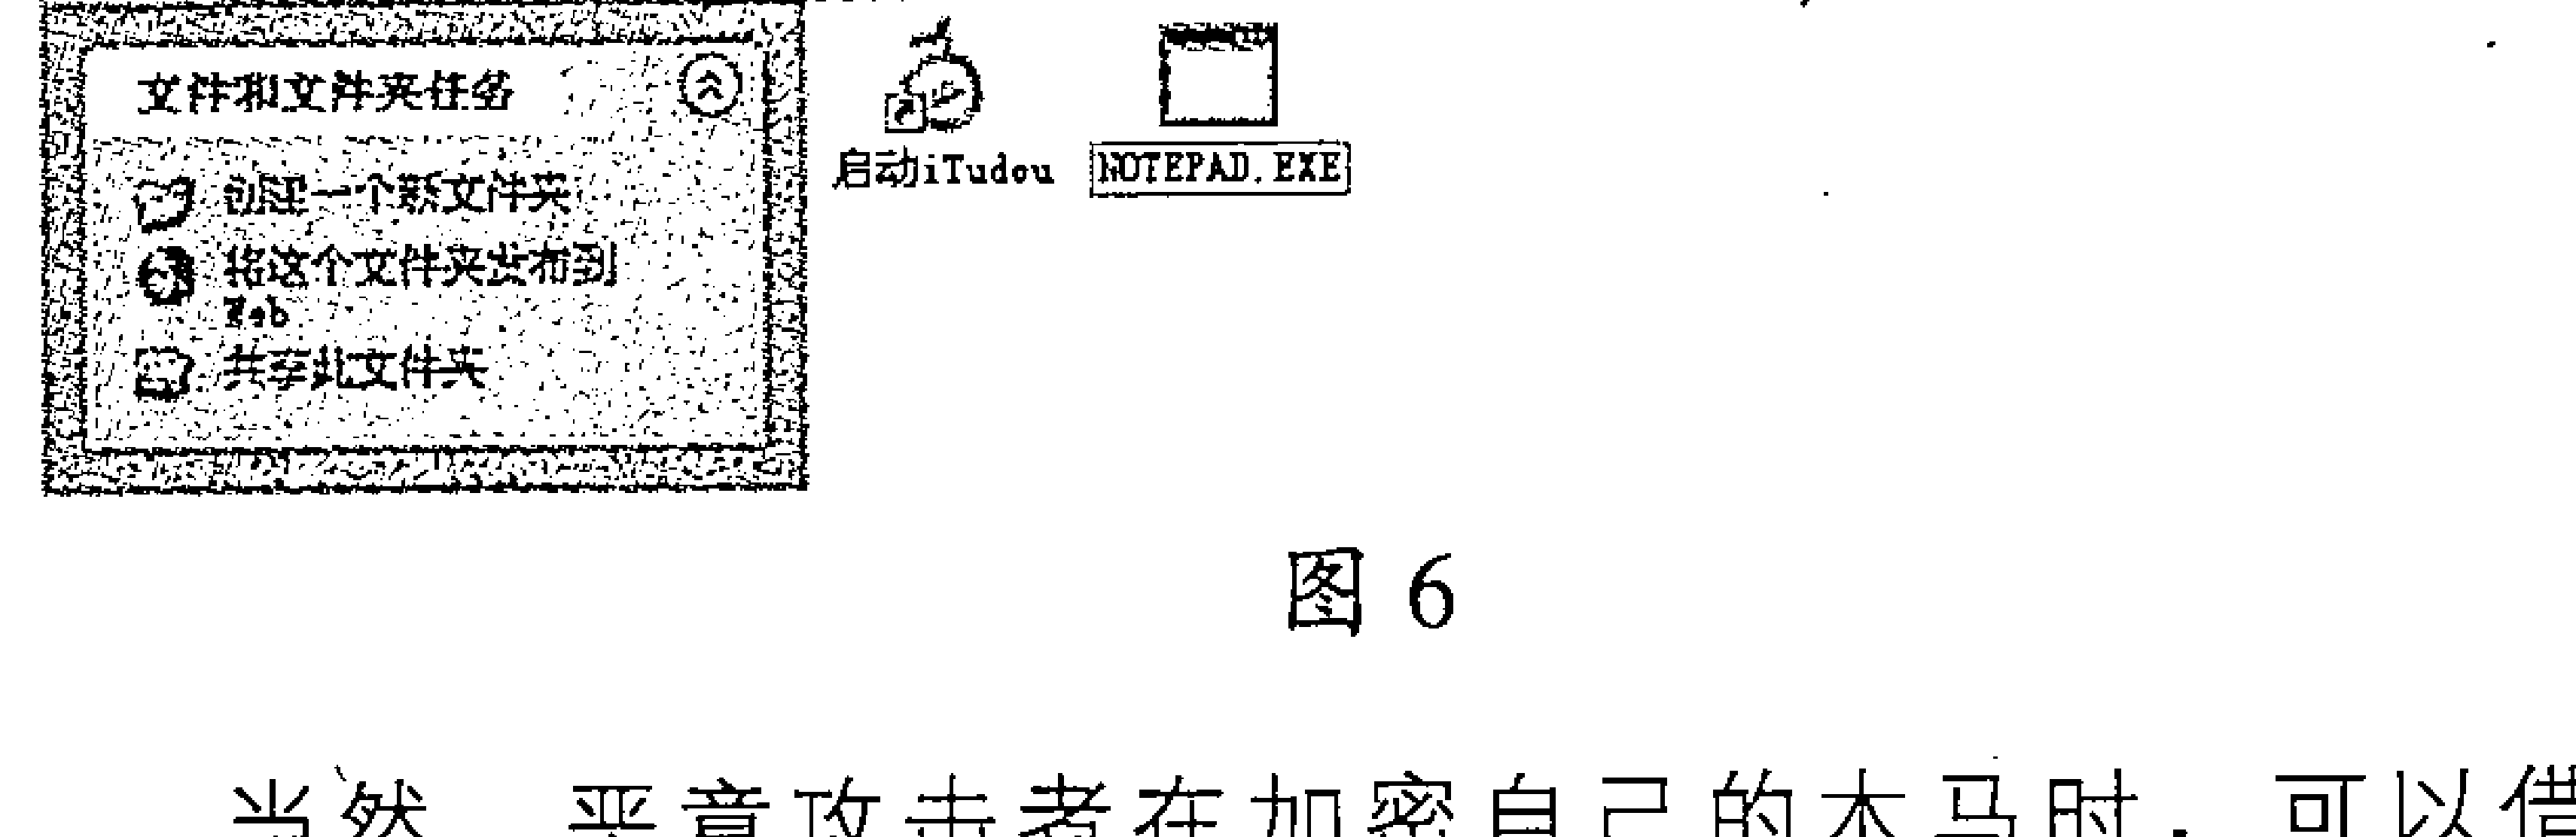 文件和文件夹任务
创建一个新文件夹
将这个文件夹发布到
Web
共享此文件夹
启动iTudou
NOTEPAD.EXE
图 6
当然,恶意攻击者在加密自己的木马时,可以借